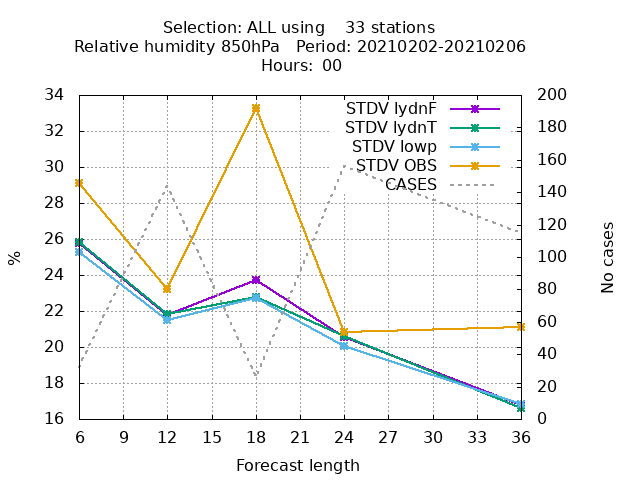 Selection: ALL using    33 stations
Relative humidity 850hPa   Period: 20210202-20210206
Hours: 00
34
32
30
28
26
24
22
20
18
16
%
200
180
160
140
120
100
80
60
40
20
0
No cases
STDV lydnF
STDV lydnT
STDV lowp
STDV OBS
CASES
6 9 12 15 18 21 24 27 30 33 36
Forecast length